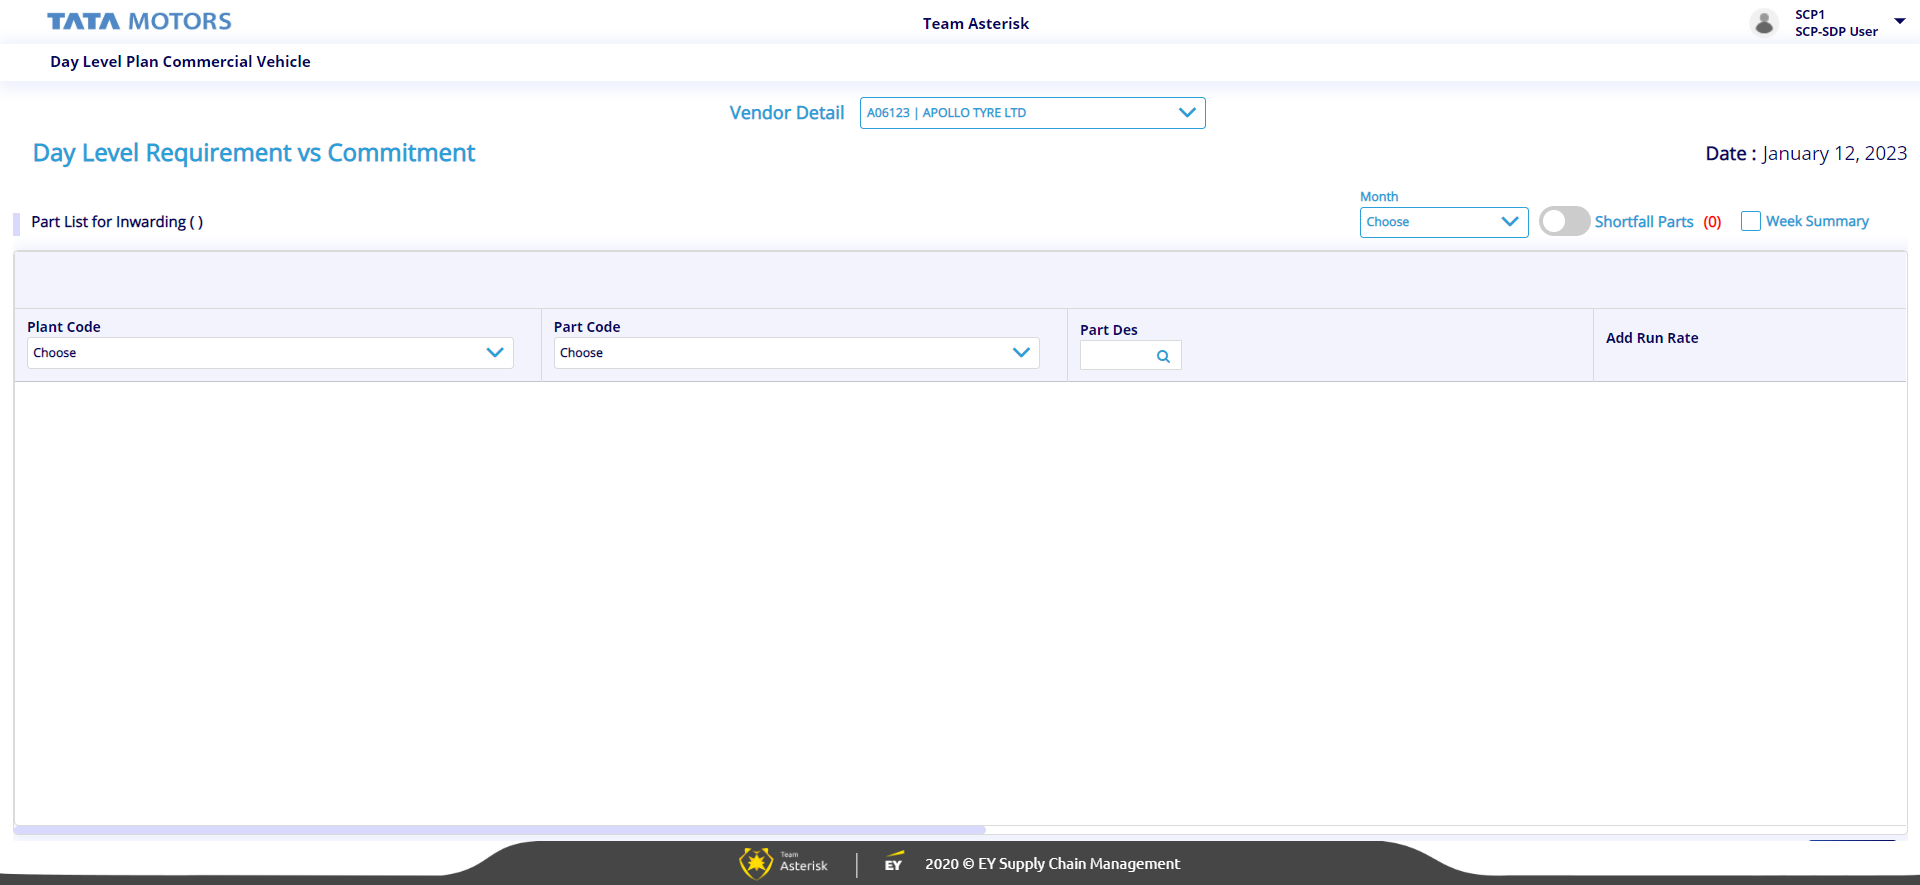 TATA MOTORS
Team Asterisk
SCP1
SCP-SDP User
Day Level Plan Commercial Vehicle
Vendor Detail
A06123 | APOLLO TYRE LTD
Day Level Requirement vs Commitment
Date : January 12, 2023
Part List for Inwarding ( )
Month
Choose
Shortfall Parts (0)
Week Summary
Plant Code
Choose
Part Code
Choose
Part Des
Add Run Rate
Team
Asterisk
EY
2020 © EY Supply Chain Management